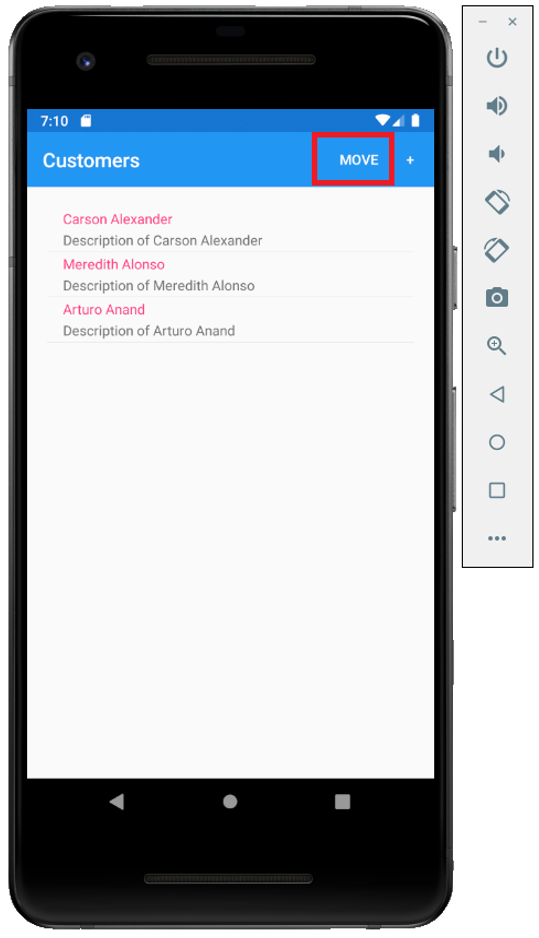 7:10
Customers MOVE +
Carson Alexander
Description of Carson Alexander
Meredith Alonso
Description of Meredith Alonso
Arturo Anand
Description of Arturo Anand